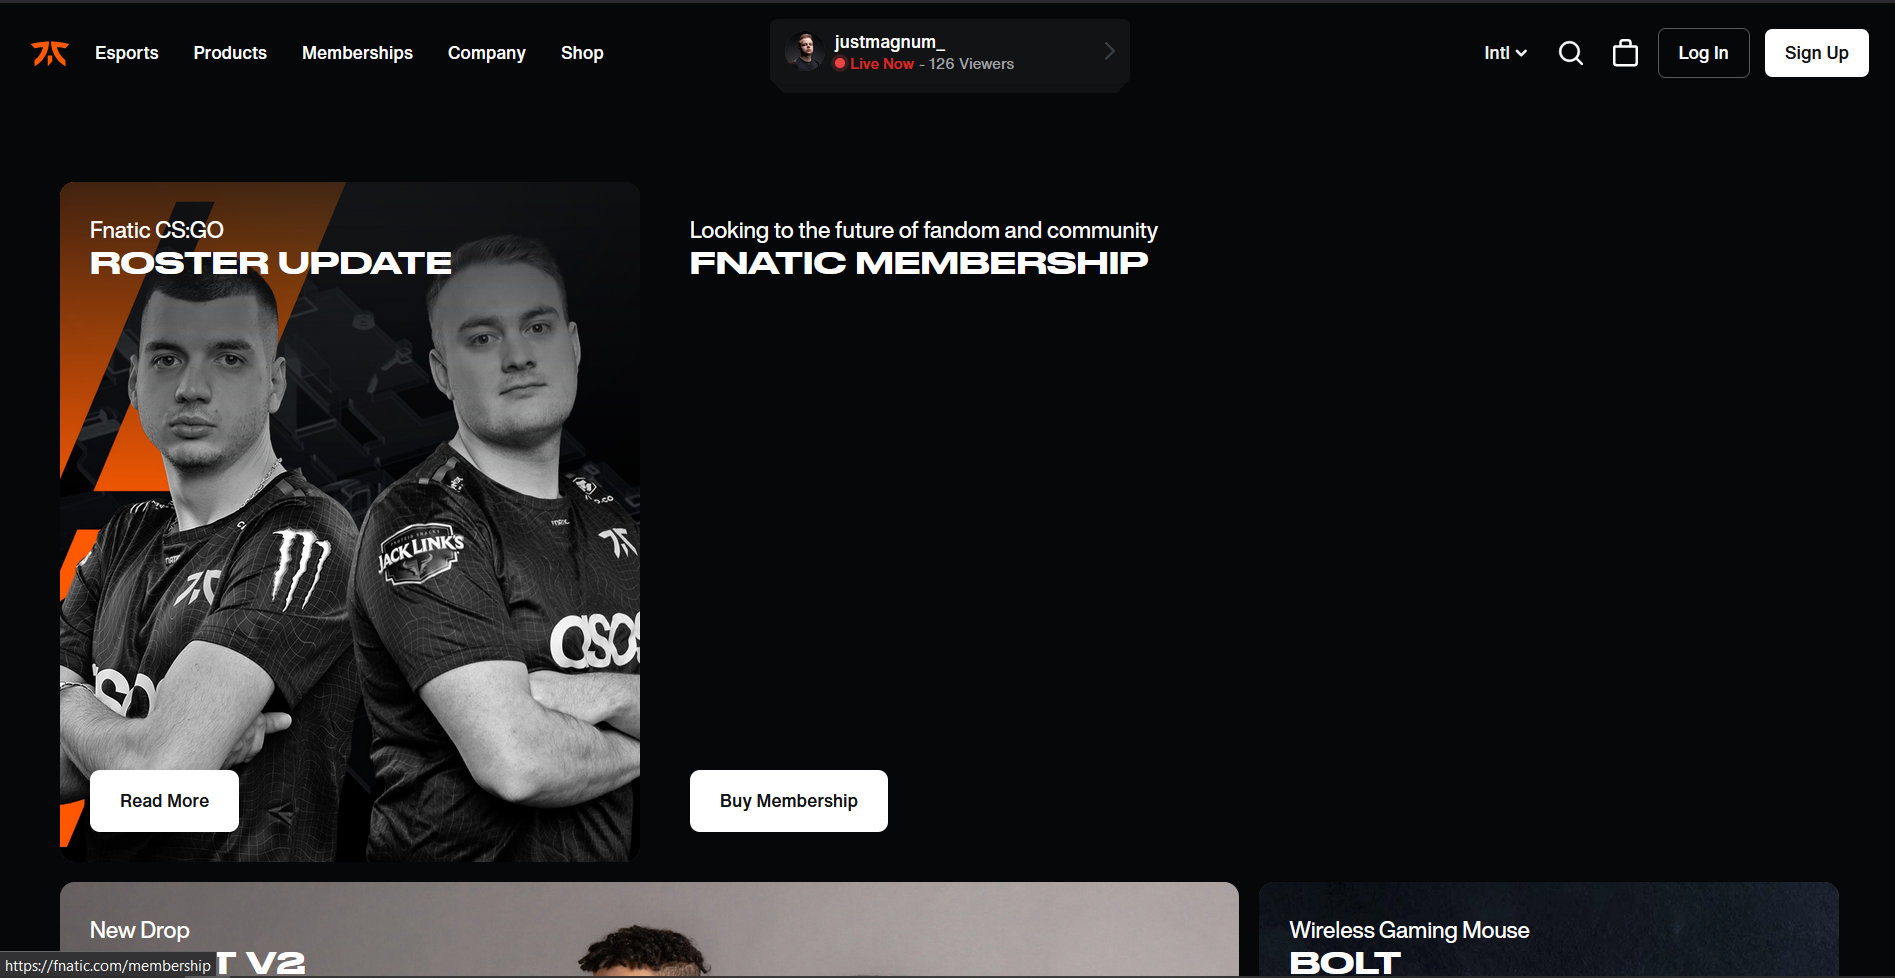 Esports
Products
Memberships
Company
Shop
justmagnum_
Live Now - 126 Viewers
Intl
Log In
Sign Up
Fnatic CS:GO
ROSTER UPDATE
JACK LINK'S
asos
Read More
Looking to the future of fandom and community
FNATIC MEMBERSHIP
Buy Membership
New Drop
T V2
Wireless Gaming Mouse
BOLT
https://fnatic.com/membership